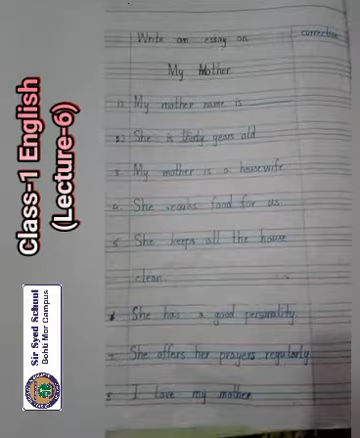 Class-1 English
(Lecture-6)
Sir Syed School
Bohti Mor Campus
Write an essay on
correction
My Mother
1. My mother name is
2) She is thirty years old
3. My mother is a housewife
4. She cooks food for us
5 She keeps all the house
clean.
6 She has a good personality.
7. She offers her prayers regularly
8 I love my mother